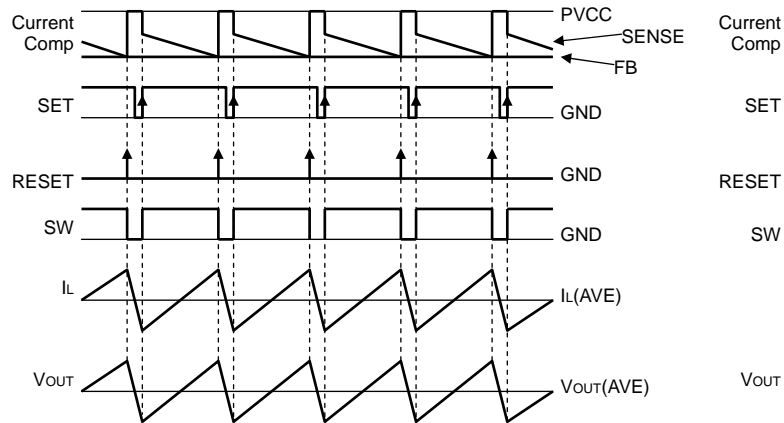 Current
Comp
PVCC
SENSE
FB
SET
GND
RESET
GND
SW
GND
IL
IL(AVE)
VOUT
VOUT(AVE)
Current
Comp
SET
RESET
SW
VOUT